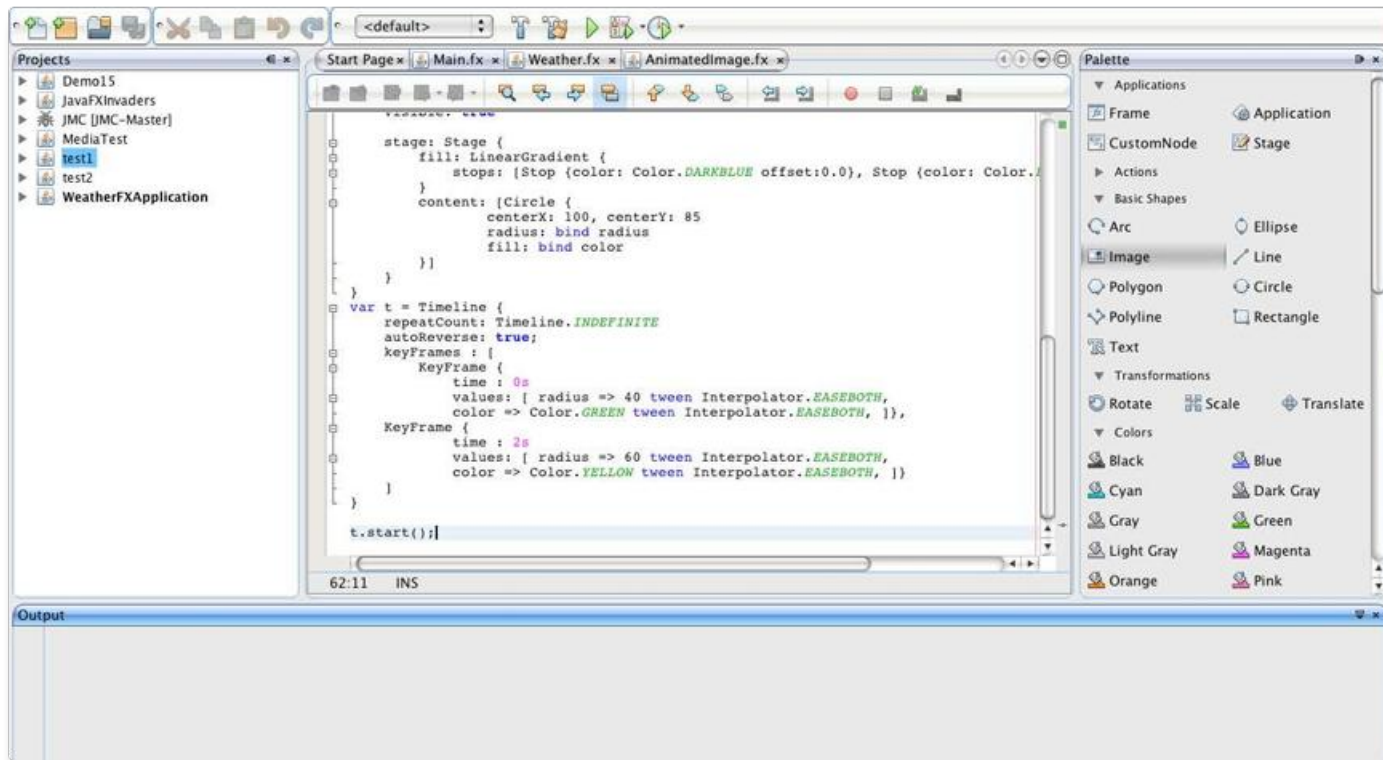 <default>
Projects
Demo15
JavaFXInvaders
JMC [JMC-Master]
MediaTest
test1
test2
WeatherFXApplication
Start Page Main.fx Weather.fx AnimatedImage.fx
visible: true
stage: Stage {
fill: LinearGradient {
stops: [Stop {color: Color.DARKBLUE offset:0.0}, Stop {color: Color.
}
content: [Circle {
centerX: 100, centerY: 85
radius: bind radius
fill: bind color
}]
}
}
var t = Timeline {
repeatCount: Timeline.INDEFINITE
autoReverse: true;
keyFrames : [
KeyFrame {
time : 0s
values: [ radius => 40 tween Interpolator.EASEBOTH,
color => Color.GREEN tween Interpolator.EASEBOTH, ]},
KeyFrame {
time : 2s
values: [ radius => 60 tween Interpolator.EASEBOTH,
color => Color.YELLOW tween Interpolator.EASEBOTH, ]}
]
}
t.start();
62:11 INS
Palette
Applications
Frame Application
CustomNode Stage
Actions
Basic Shapes
Arc Ellipse
Image Line
Polygon Circle
Polyline Rectangle
Text
Transformations
Rotate Scale Translate
Colors
Black Blue
Cyan Dark Gray
Gray Green
Light Gray Magenta
Orange Pink
Output